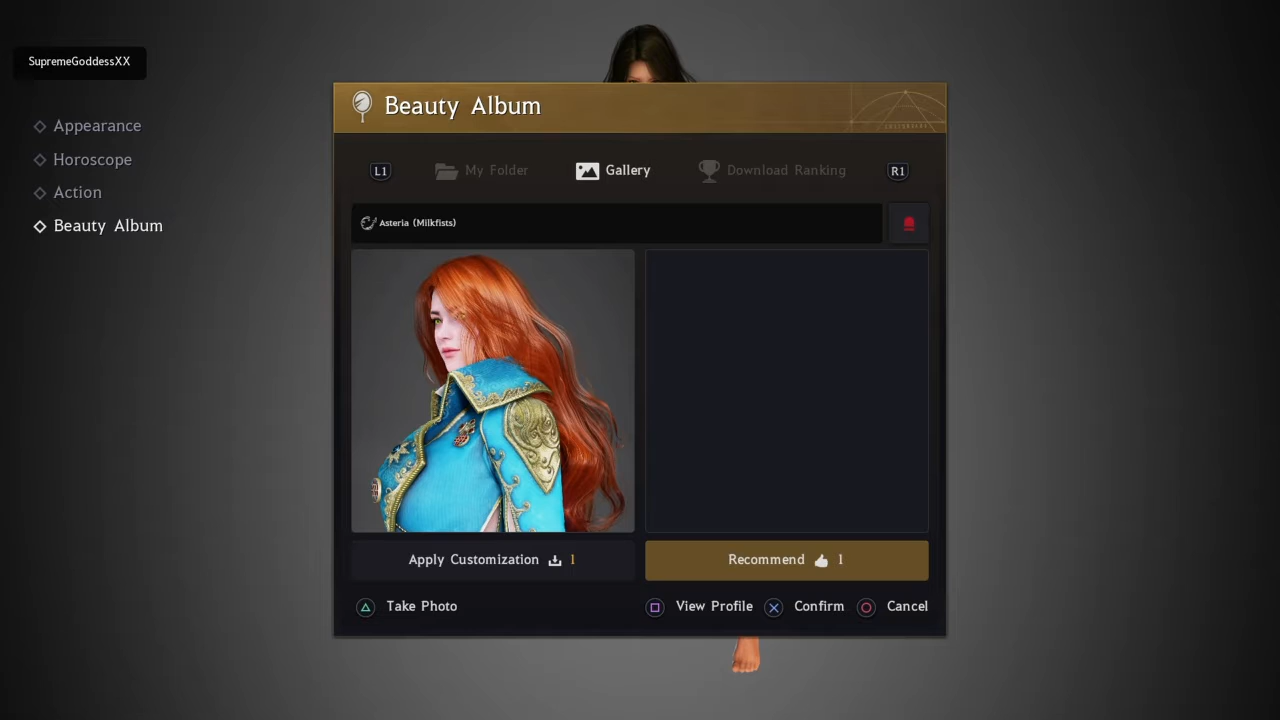 SupremeGoddessXX
Appearance
Horoscope
Action
Beauty Album
Beauty Album
L1
My Folder
Gallery
Download Ranking
R1
Asteria (Milkfists)
Apply Customization 1
Recommend 1
Take Photo
View Profile
Confirm
Cancel